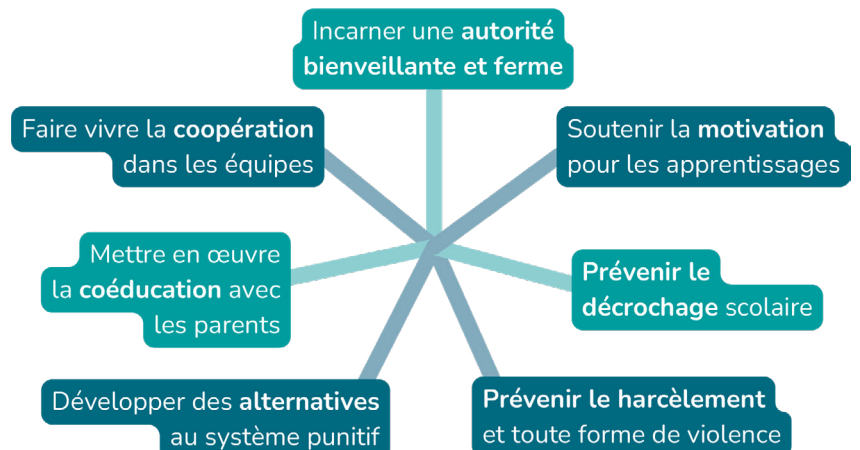 Incarner une autorité
bienveillante et ferme
Faire vivre la coopération
dans les équipes
Soutenir la motivation
pour les apprentissages
Mettre en œuvre
la coéducation avec
les parents
Prévenir le
décrochage scolaire
Développer des alternatives
au système punitif
Prévenir le harcèlement
et toute forme de violence